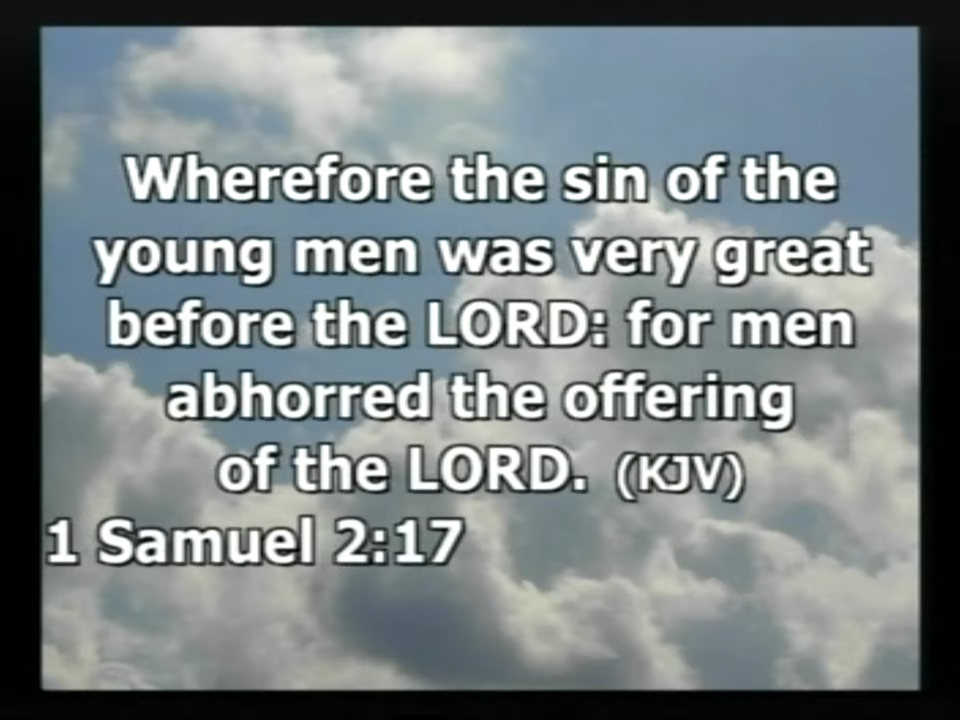 Wherefore the sin of the
young men was very great
before the LORD: for men
abhorred the offering
of the LORD. (KJV)
1 Samuel 2:17